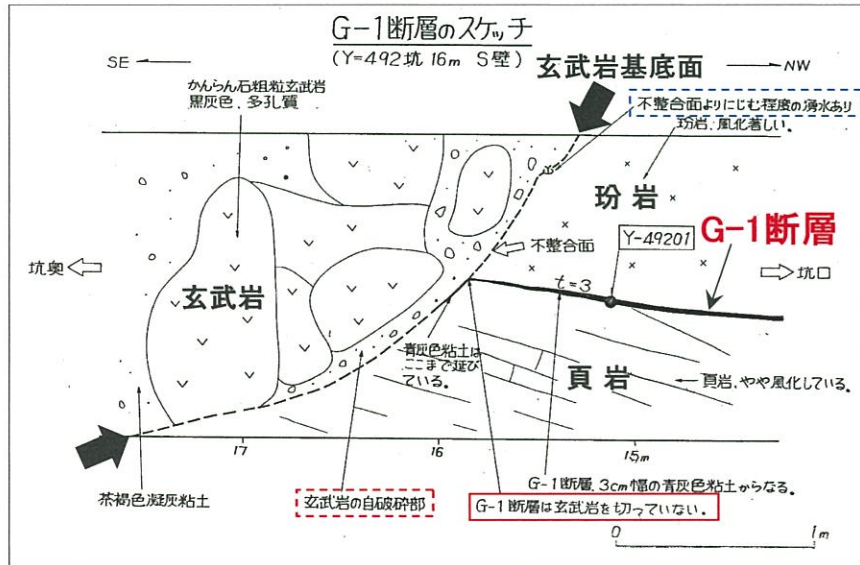 G-1断層のスケッチ
(Y=492坑 16m S壁)
SE
NW
玄武岩基底面
かんらん石粗粒玄武岩
黒灰色、多孔質
不整合面よりにじむ程度の湧水あり
玢岩、風化著しい。
玢岩
Y-49201
G-1断層
不整合面
坑奥
坑口
t=3
玄武岩
青灰色粘土は
ここまで延び
ている。
頁岩
頁岩、やや風化している。
17
16
15m
茶褐色凝灰粘土
玄武岩の自破砕部
G-1断層、3cm幅の青灰色粘土からなる。
G-1断層は玄武岩を切っていない。
0
1m